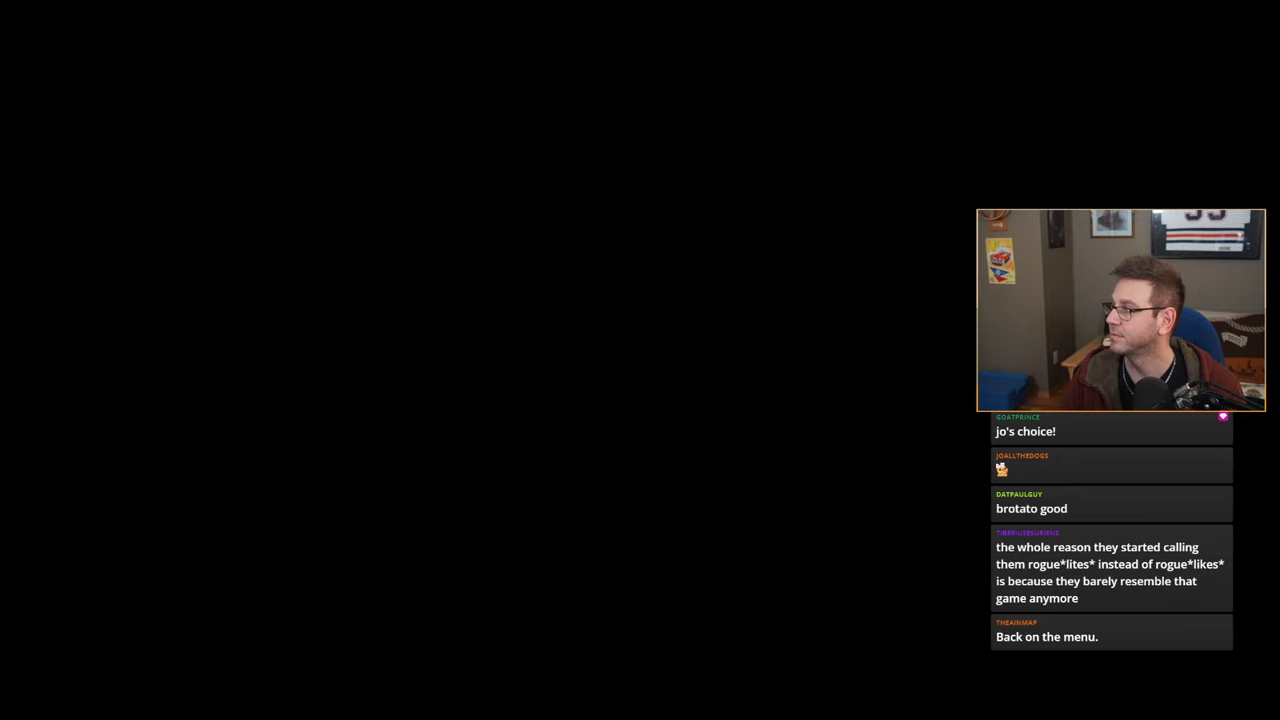 GOATPRINCE
jo's choice!
JOALLTHEDOGS
DATPAULGUY
brotato good
TIBERIUSESURIENS
the whole reason they started calling
them rogue*lites* instead of rogue*likes*
is because they barely resemble that
game anymore
THEAINMAP
Back on the menu.